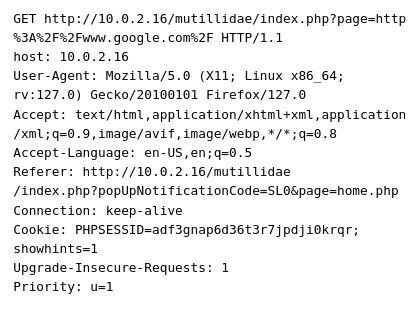 GET http://10.0.2.16/mutillidae/index.php?page=http
%3A%2F%2Fwww.google.com%2F HTTP/1.1
host: 10.0.2.16
User-Agent: Mozilla/5.0 (X11; Linux x86_64;
rv:127.0) Gecko/20100101 Firefox/127.0
Accept: text/html,application/xhtml+xml,application
/xml;q=0.9,image/avif,image/webp,*/*;q=0.8
Accept-Language: en-US,en;q=0.5
Referer: http://10.0.2.16/mutillidae
/index.php?popUpNotificationCode=SL0&page=home.php
Connection: keep-alive
Cookie: PHPSESSID=adf3gnap6d36t3r7jpdji0krqr;
showhints=1
Upgrade-Insecure-Requests: 1
Priority: u=1